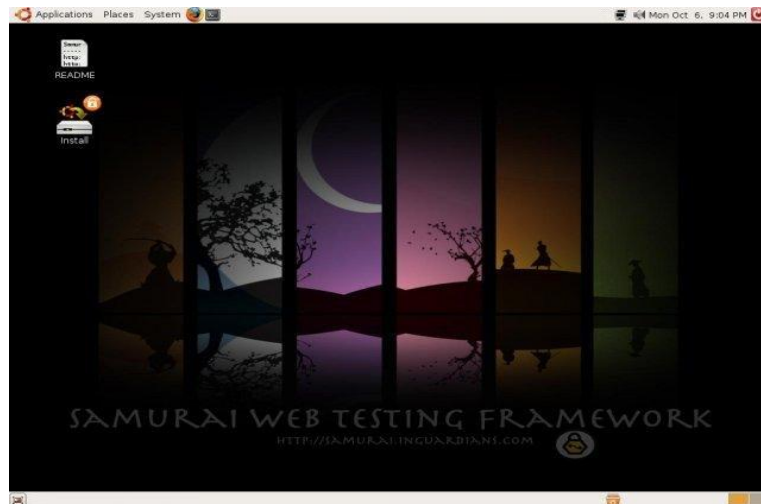 Applications Places System Mon Oct 6, 9:04 PM
README
Install
SAMURAI WEB TESTING FRAMEWORK
HTTP://SAMURAI.INGUARDIANS.COM